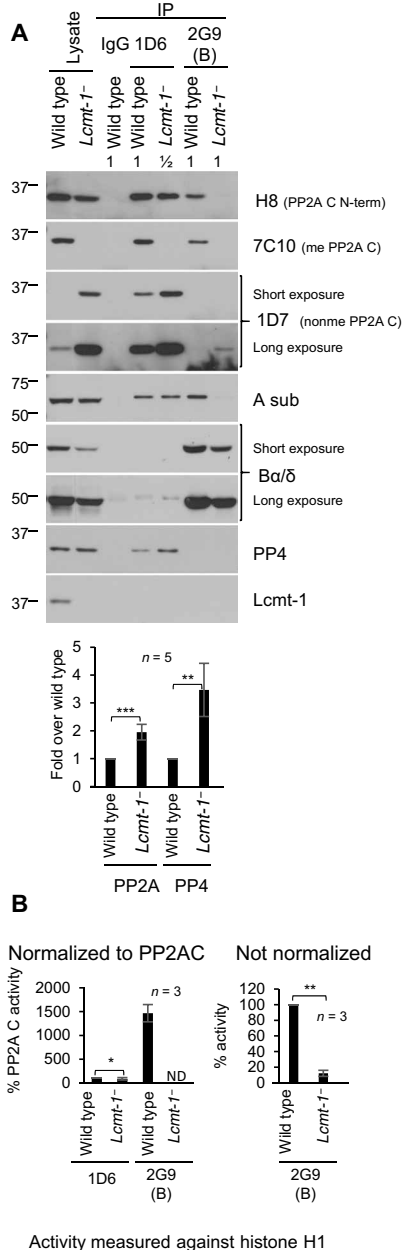 A
IP
Lysate
IgG 1D6
2G9
(B)
Wild type
Lcmt-1⁻
Wild type
Wild type
Lcmt-1⁻
Wild type
Lcmt-1⁻
1 1 ½ 1 1
37
H8 (PP2A C N-term)
37
7C10 (me PP2A C)
37
Short exposure
1D7 (nonme PP2A C)
37
Long exposure
75
50
A sub
50
Short exposure
Bα/δ
50
Long exposure
37
PP4
37
Lcmt-1
Fold over wild type
5
4
3
2
1
0
n = 5
***
**
Wild type
Lcmt-1⁻
Wild type
Lcmt-1⁻
PP2A
PP4
B
Normalized to PP2AC
% PP2A C activity
2000
1500
1000
500
0
n = 3
*
ND
Wild type
Lcmt-1⁻
Wild type
Lcmt-1⁻
1D6
2G9
(B)
Not normalized
% activity
120
100
80
60
40
20
0
**
n = 3
Wild type
Lcmt-1⁻
2G9
(B)
Activity measured against histone H1